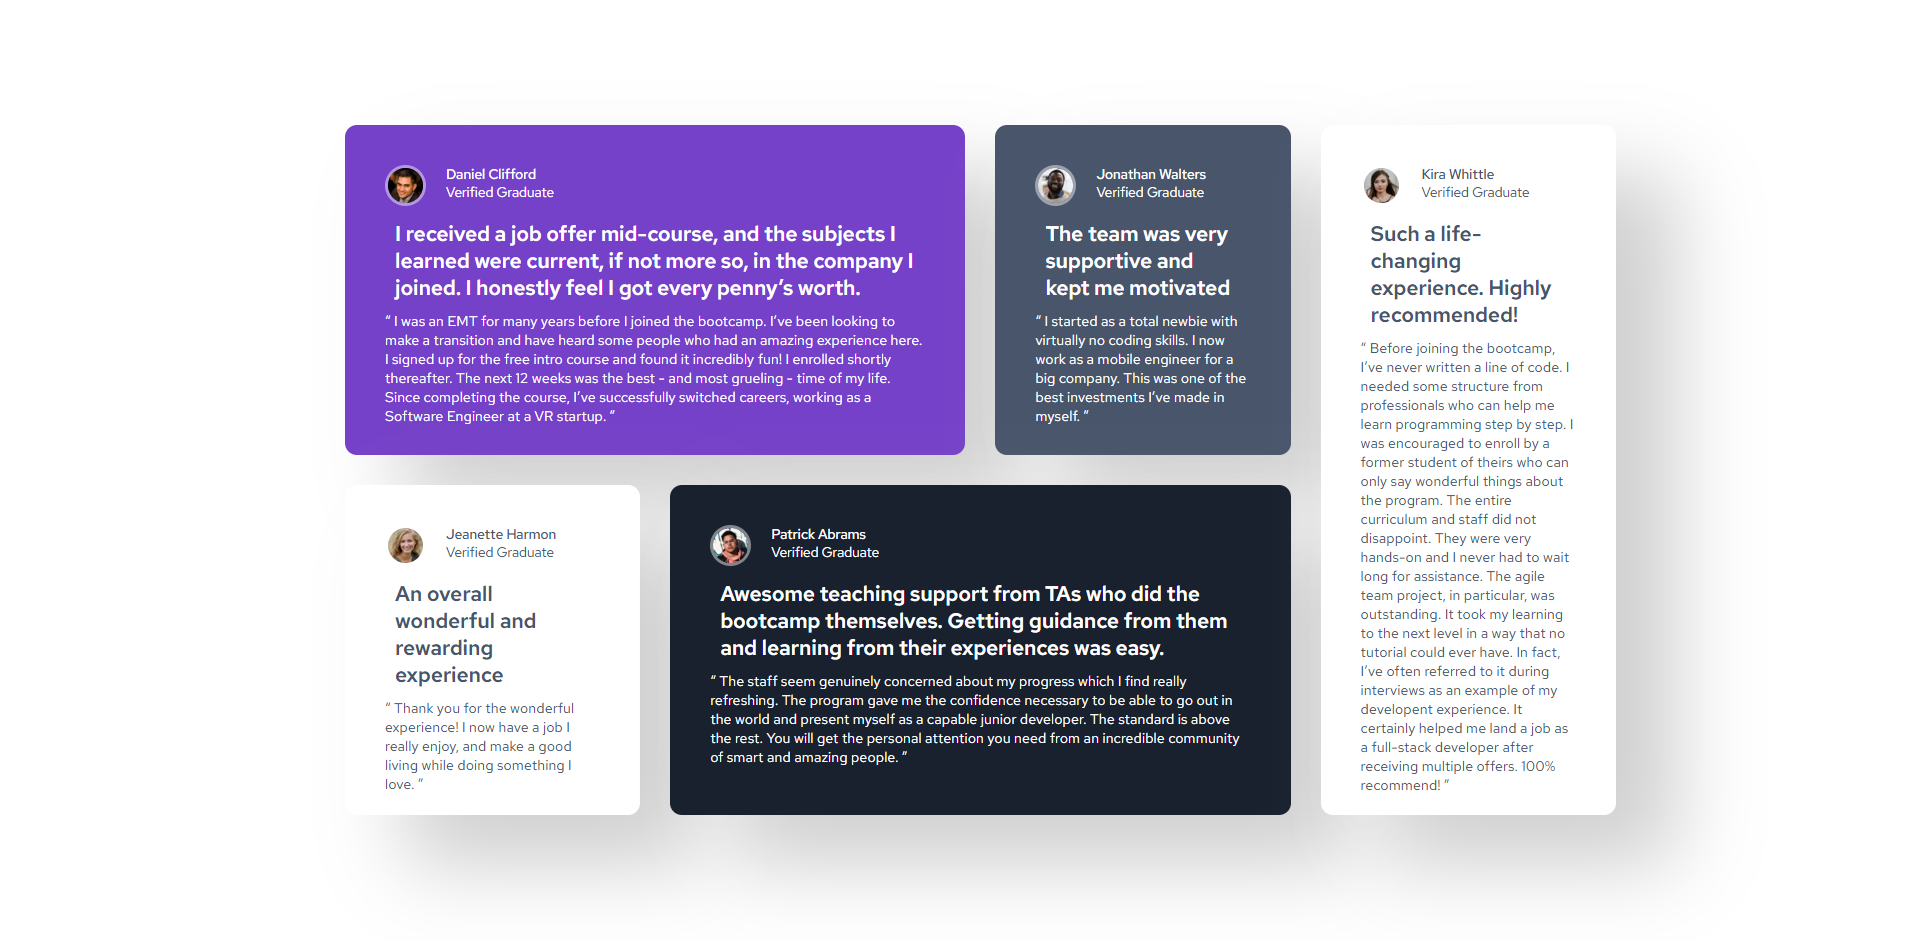 Daniel Clifford
Verified Graduate
I received a job offer mid-course, and the subjects I
learned were current, if not more so, in the company I
joined. I honestly feel I got every penny’s worth.
“ I was an EMT for many years before I joined the bootcamp. I’ve been looking to
make a transition and have heard some people who had an amazing experience here.
I signed up for the free intro course and found it incredibly fun! I enrolled shortly
thereafter. The next 12 weeks was the best - and most grueling - time of my life.
Since completing the course, I’ve successfully switched careers, working as a
Software Engineer at a VR startup. ”
Jonathan Walters
Verified Graduate
The team was very
supportive and
kept me motivated
“ I started as a total newbie with
virtually no coding skills. I now
work as a mobile engineer for a
big company. This was one of the
best investments I’ve made in
myself. ”
Kira Whittle
Verified Graduate
Such a life-
changing
experience. Highly
recommended!
“ Before joining the bootcamp,
I’ve never written a line of code. I
needed some structure from
professionals who can help me
learn programming step by step. I
was encouraged to enroll by a
former student of theirs who can
only say wonderful things about
the program. The entire
curriculum and staff did not
disappoint. They were very
hands-on and I never had to wait
long for assistance. The agile
team project, in particular, was
outstanding. It took my learning
to the next level in a way that no
tutorial could ever have. In fact,
I’ve often referred to it during
interviews as an example of my
developent experience. It
certainly helped me land a job as
a full-stack developer after
receiving multiple offers. 100%
recommend! ”
Jeanette Harmon
Verified Graduate
An overall
wonderful and
rewarding
experience
“ Thank you for the wonderful
experience! I now have a job I
really enjoy, and make a good
living while doing something I
love. ”
Patrick Abrams
Verified Graduate
Awesome teaching support from TAs who did the
bootcamp themselves. Getting guidance from them
and learning from their experiences was easy.
“ The staff seem genuinely concerned about my progress which I find really
refreshing. The program gave me the confidence necessary to be able to go out in
the world and present myself as a capable junior developer. The standard is above
the rest. You will get the personal attention you need from an incredible community
of smart and amazing people. ”